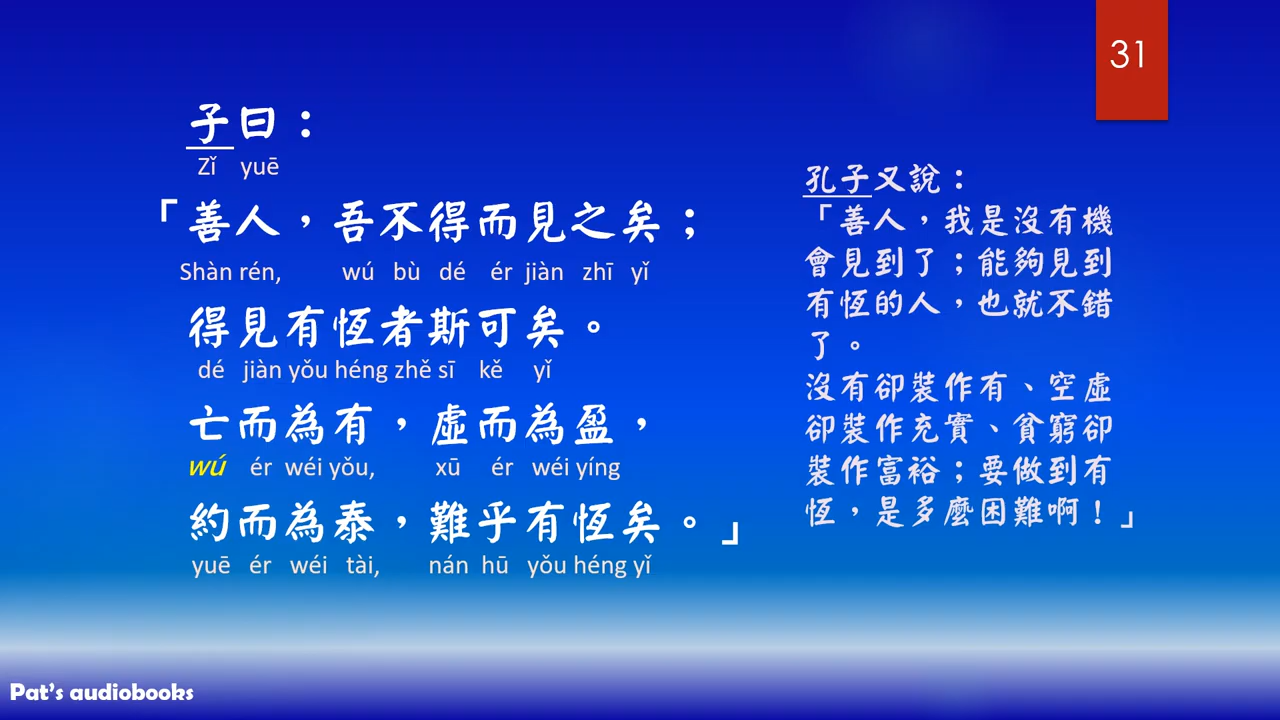 31
子曰：
Zǐ yuē
「善人，吾不得而見之矣；
Shàn rén, wú bù dé ér jiàn zhī yǐ
得見有恆者斯可矣。
dé jiàn yǒu héng zhě sī kě yǐ
亡而為有，虛而為盈，
wú ér wéi yǒu, xū ér wéi yíng
約而為泰，難乎有恆矣。」
yuē ér wéi tài, nán hū yǒu héng yǐ
孔子又說：
「善人，我是沒有機
會見到了；能夠見到
有恆的人，也就不錯
了。
沒有卻裝作有、空虛
卻裝作充實、貧窮卻
裝作富裕；要做到有
恆，是多麼困難啊！」
Pat's audiobooks